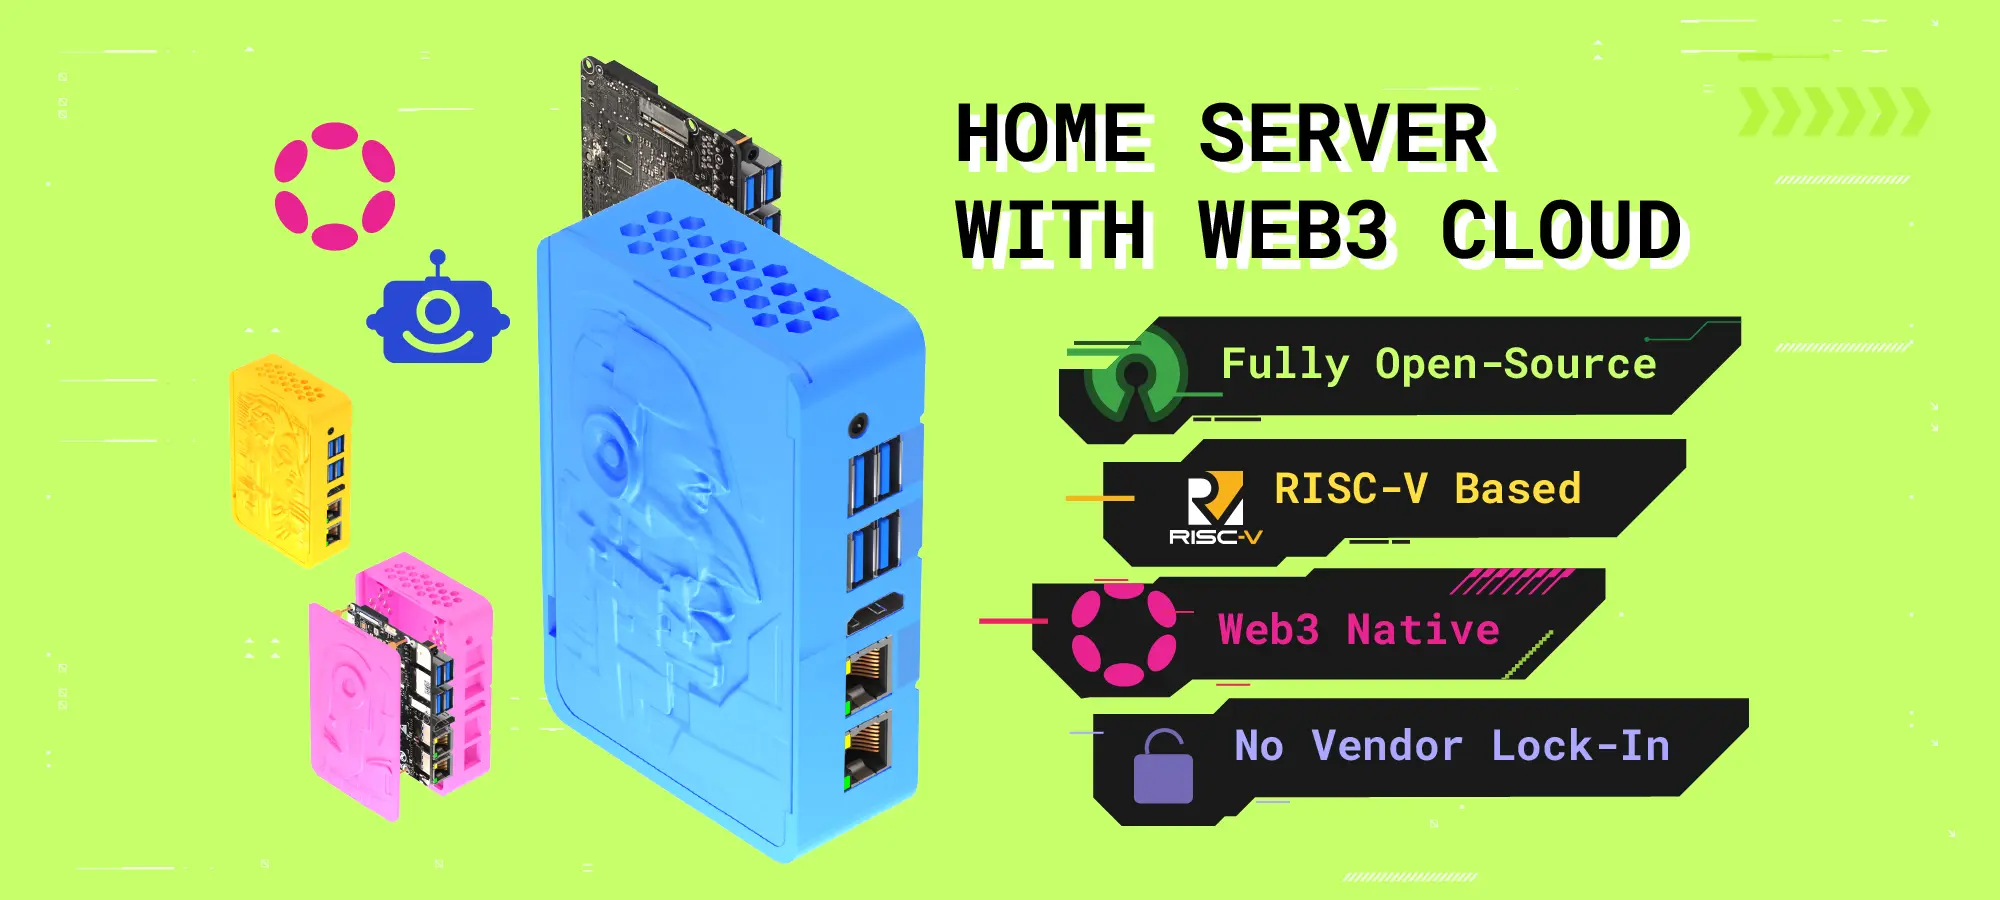 HOME SERVER
WITH WEB3 CLOUD
Fully Open-Source
RISC-V Based
RISC-V
Web3 Native
No Vendor Lock-In